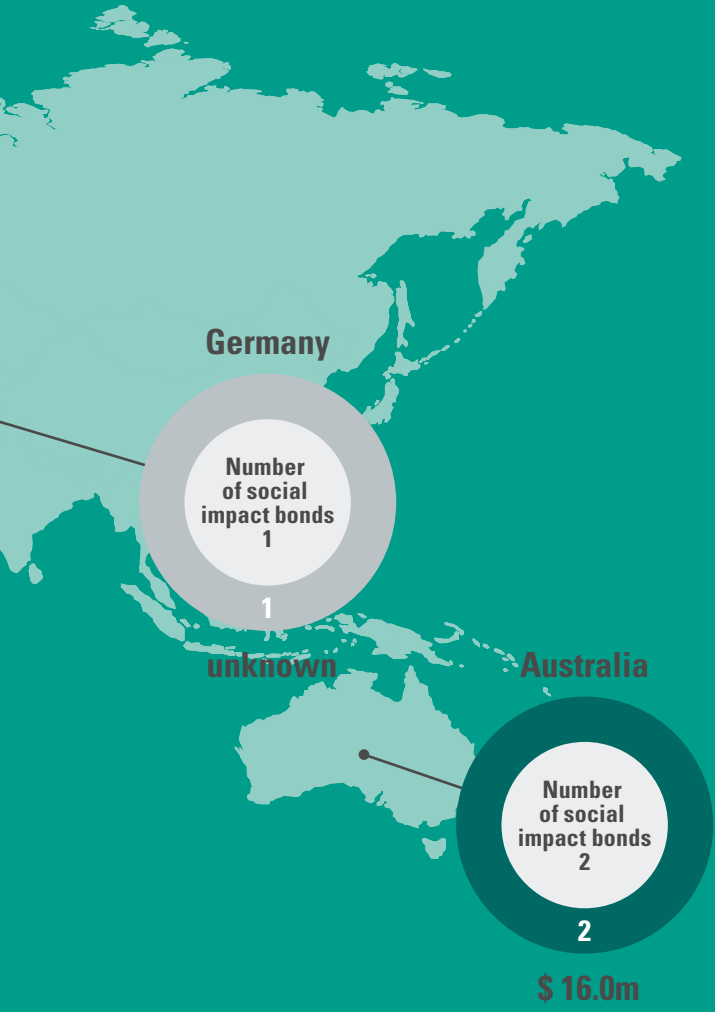 Germany
Number
of social
impact bonds
1
1
unknown
Australia
Number
of social
impact bonds
2
2
$ 16.0m